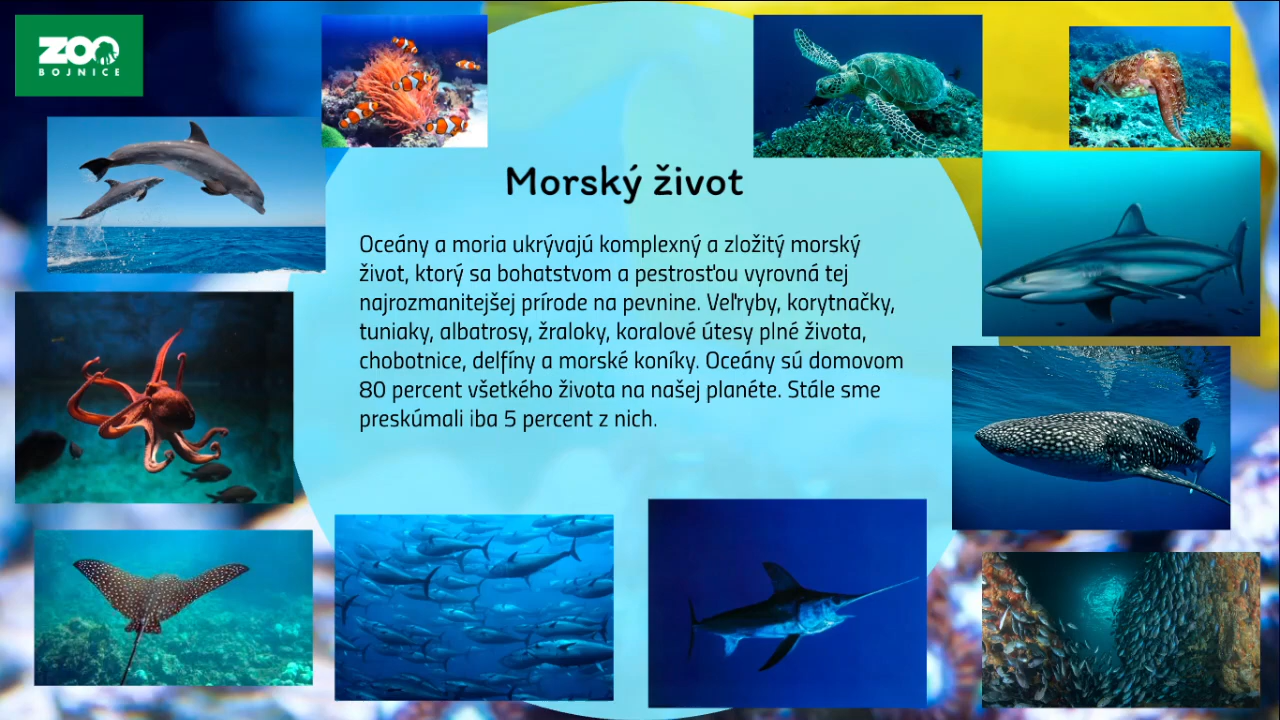 ZOO
BOJNICE
Morský život
Oceány a moria ukrývajú komplexný a zložitý morský
život, ktorý sa bohatstvom a pestrosťou vyrovná tej
najrozmanitejšej prírode na pevnine. Veľryby, korytnačky,
tuniaky, albatrosy, žraloky, koralové útesy plné života,
chobotnice, delfíny a morské koníky. Oceány sú domovom
80 percent všetkého života na našej planéte. Stále sme
preskúmali iba 5 percent z nich.